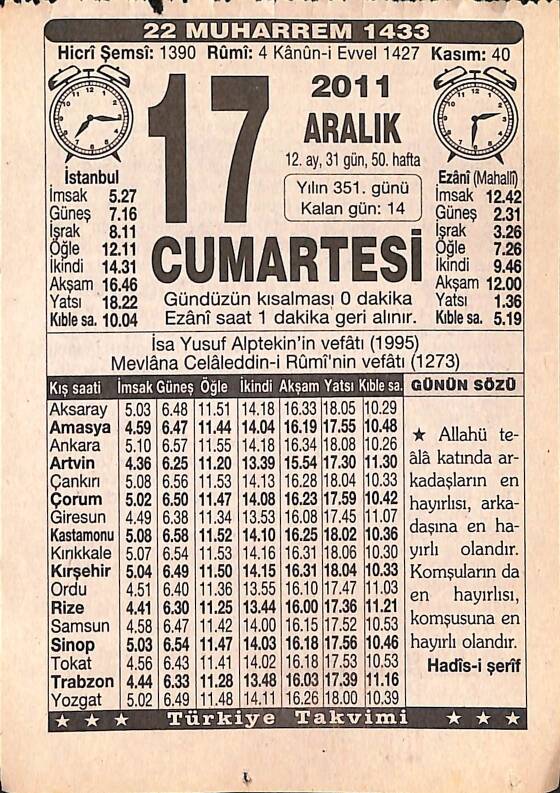 22 MUHARREM 1433
Hicrî Şemsî: 1390 Rûmî: 4 Kânûn-i Evvel 1427 Kasım: 40
17
2011
ARALIK
12. ay, 31 gün, 50. hafta
Yılın 351. günü
Kalan gün: 14
CUMARTESİ
Gündüzün kısalması 0 dakika
Ezânî saat 1 dakika geri alınır.
İstanbul
İmsak 5.27
Güneş 7.16
İşrak 8.11
Öğle 12.11
İkindi 14.31
Akşam 16.46
Yatsı 18.22
Kıble sa. 10.04
Ezânî (Mahallî)
İmsak 12.42
Güneş 2.31
İşrak 3.26
Öğle 7.26
İkindi 9.46
Akşam 12.00
Yatsı 1.36
Kıble sa. 5.19
İsa Yusuf Alptekin'in vefâtı (1995)
Mevlâna Celâleddin-i Rûmî'nin vefâtı (1273)
Kış saati İmsak Güneş Öğle İkindi Akşam Yatsı Kıble sa.
Aksaray 5.03 6.48 11.51 14.18 16.33 18.05 10.29
Amasya 4.59 6.47 11.44 14.04 16.19 17.55 10.48
Ankara 5.10 6.57 11.55 14.18 16.34 18.08 10.26
Artvin 4.36 6.25 11.20 13.39 15.54 17.30 11.30
Çankırı 5.08 6.56 11.53 14.13 16.28 18.04 10.33
Çorum 5.02 6.50 11.47 14.08 16.23 17.59 10.42
Giresun 4.49 6.38 11.34 13.53 16.08 17.45 11.07
Kastamonu 5.08 6.58 11.52 14.10 16.25 18.02 10.36
Kırıkkale 5.07 6.54 11.53 14.16 16.31 18.06 10.30
Kırşehir 5.04 6.49 11.50 14.15 16.31 18.04 10.33
Ordu 4.51 6.40 11.36 13.55 16.10 17.47 11.03
Rize 4.41 6.30 11.25 13.44 16.00 17.36 11.21
Samsun 4.58 6.47 11.42 14.00 16.15 17.52 10.53
Sinop 5.03 6.54 11.47 14.03 16.18 17.56 10.46
Tokat 4.56 6.43 11.41 14.02 16.18 17.53 10.53
Trabzon 4.44 6.33 11.28 13.48 16.03 17.39 11.16
Yozgat 5.02 6.49 11.48 14.11 16.26 18.00 10.39
GÜNÜN SÖZÜ
★ Allahü te-
âlâ katında ar-
kadaşların en
hayırlısı, arka-
daşına en ha-
yırlı olandır.
Komşuların da
en hayırlısı,
komşusuna en
hayırlı olandır.
Hadîs-i şerîf
★ ★ ★ Türkiye Takvimi ★ ★ ★